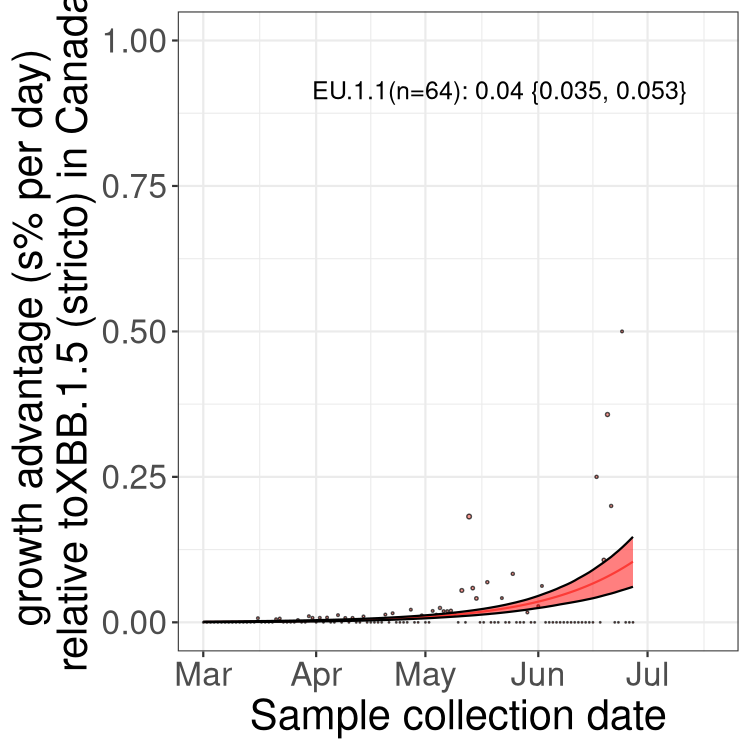 growth advantage (s% per day)
relative toXBB.1.5 (stricto) in Canada
1.00
0.75
0.50
0.25
0.00
EU.1.1(n=64): 0.04 {0.035, 0.053}
Mar Apr May Jun Jul
Sample collection date